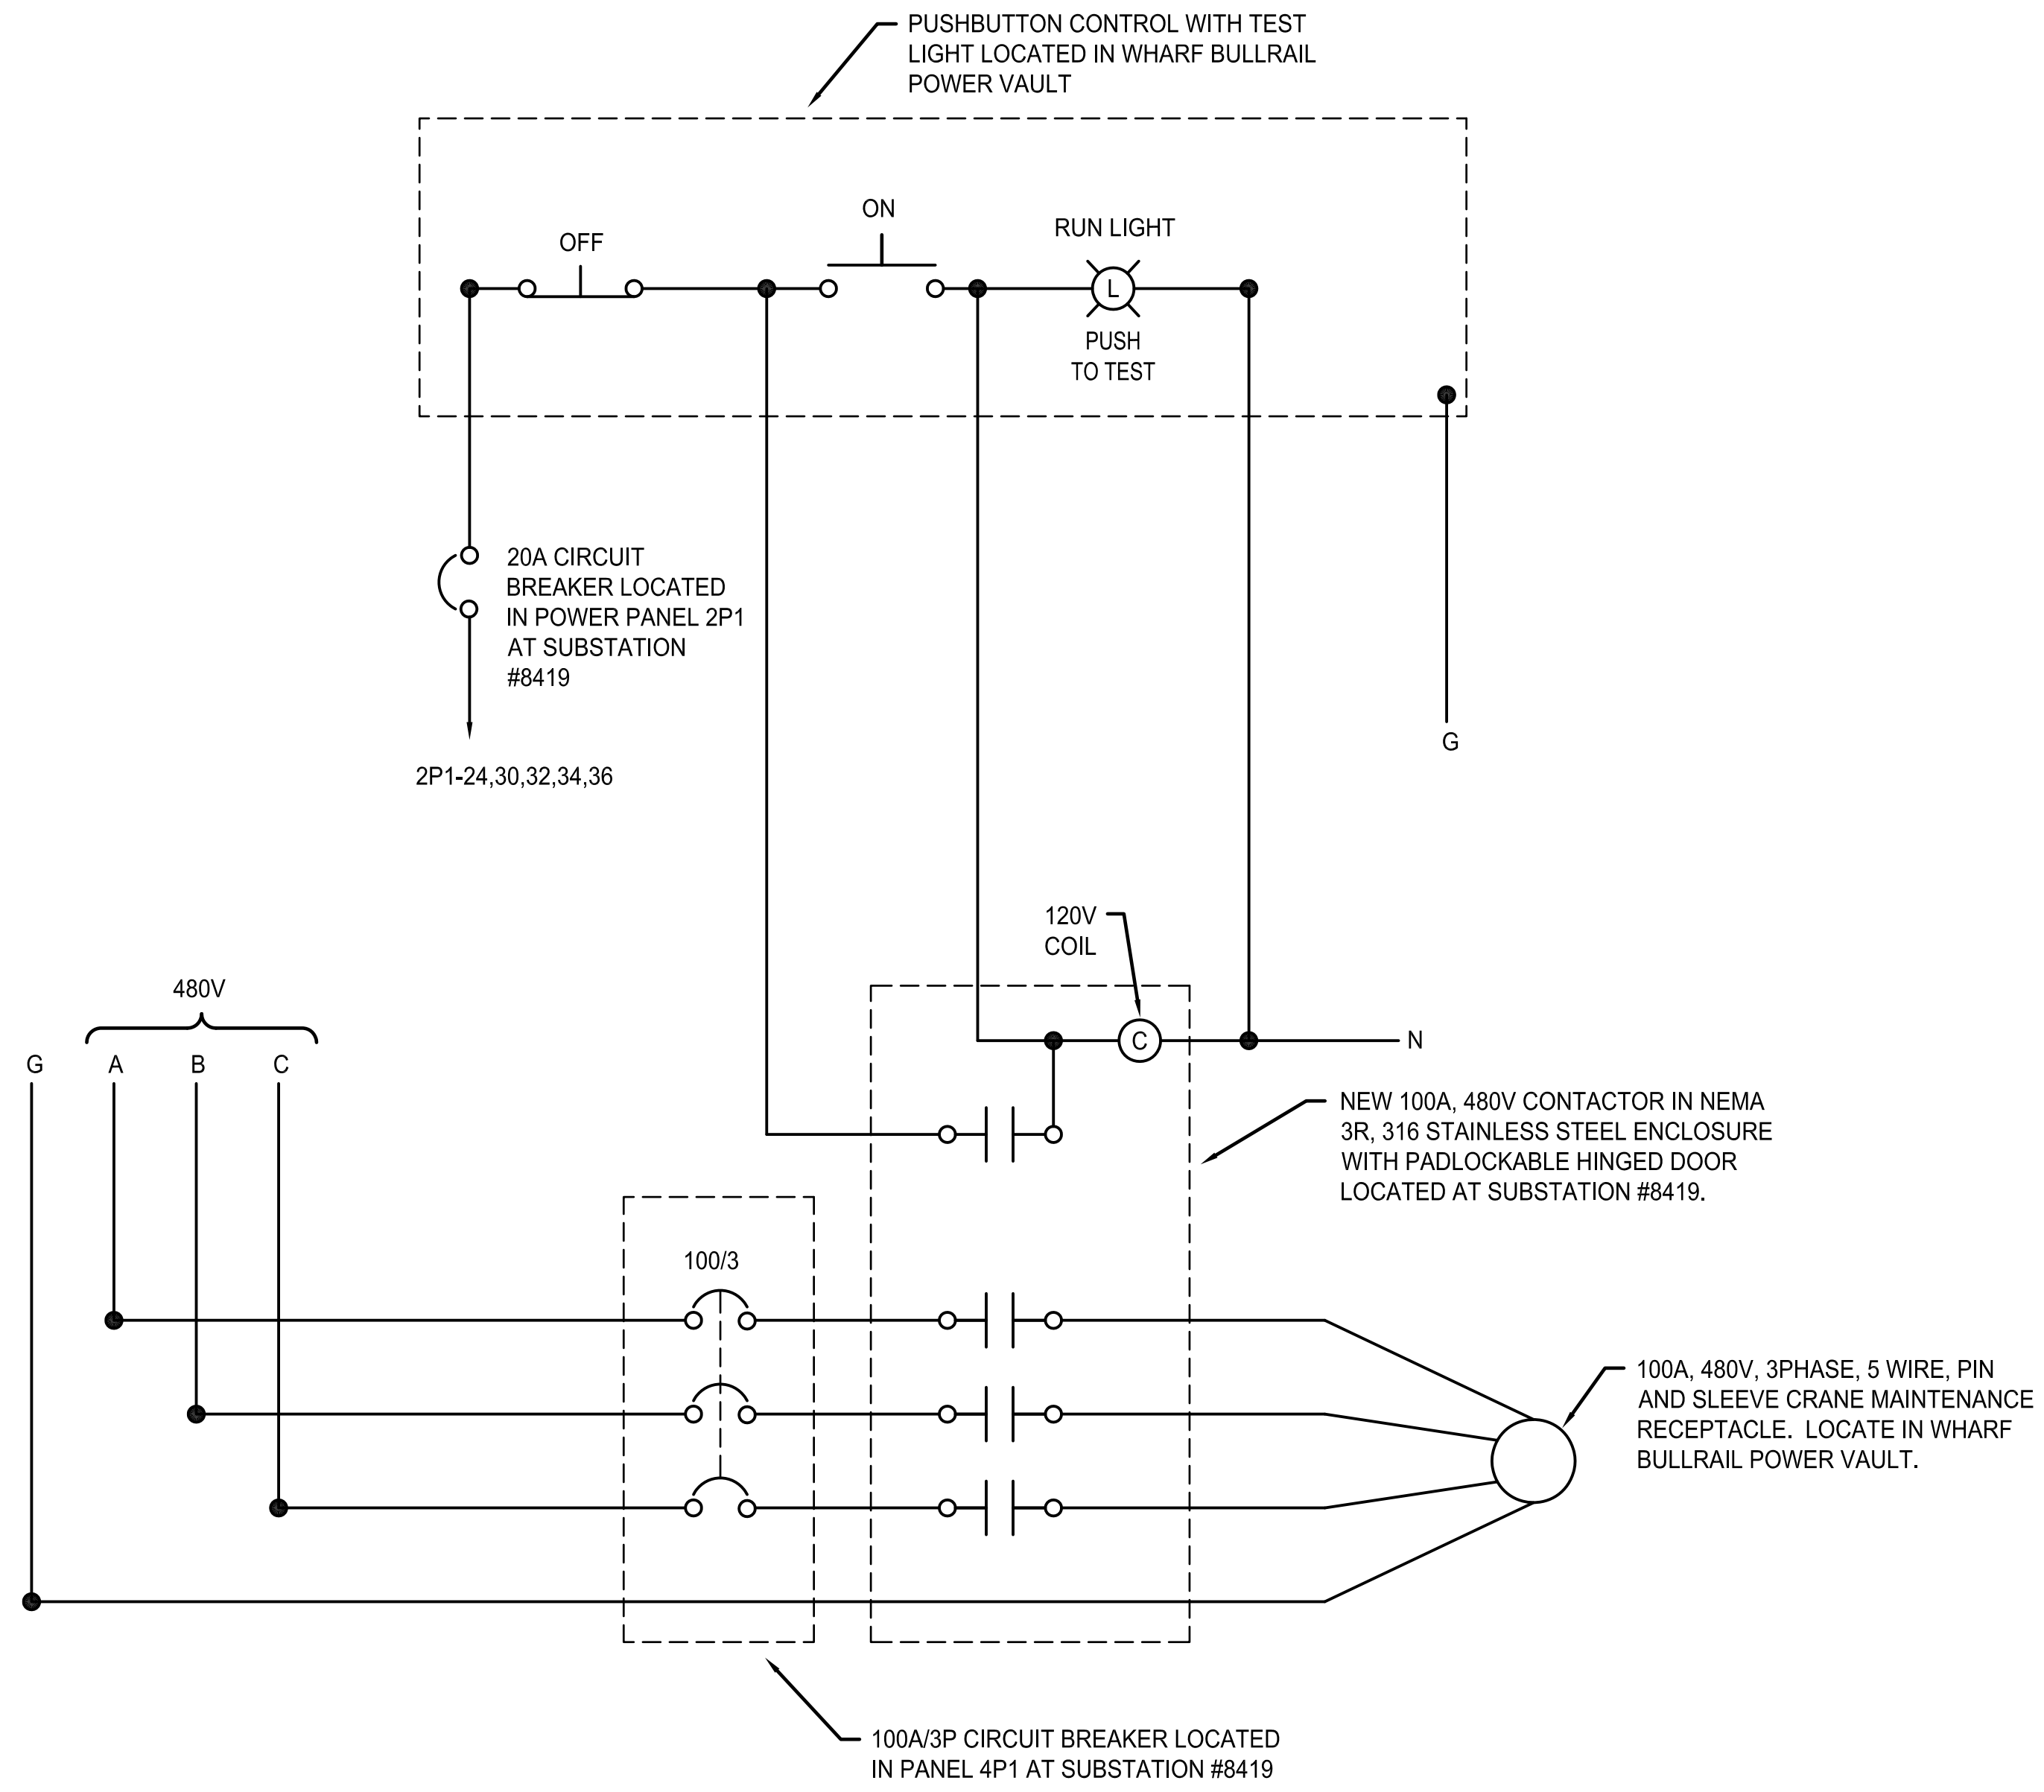 PUSHBUTTON CONTROL WITH TEST
LIGHT LOCATED IN WHARF BULLRAIL
POWER VAULT
ON
RUN LIGHT
OFF
L
PUSH
TO TEST
20A CIRCUIT
BREAKER LOCATED
IN POWER PANEL 2P1
AT SUBSTATION
#8419
G
2P1-24,30,32,34,36
120V
COIL
480V
C
N
G A B C
NEW 100A, 480V CONTACTOR IN NEMA
3R, 316 STAINLESS STEEL ENCLOSURE
WITH PADLOCKABLE HINGED DOOR
LOCATED AT SUBSTATION #8419.
100/3
100A, 480V, 3PHASE, 5 WIRE, PIN
AND SLEEVE CRANE MAINTENANCE
RECEPTACLE. LOCATE IN WHARF
BULLRAIL POWER VAULT.
100A/3P CIRCUIT BREAKER LOCATED
IN PANEL 4P1 AT SUBSTATION #8419